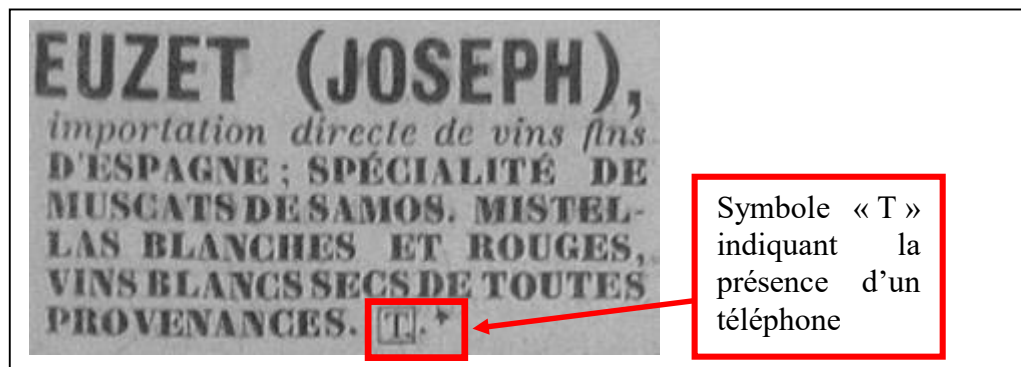 EUZET (JOSEPH),
importation directe de vins fins
D'ESPAGNE ; SPÉCIALITÉ DE
MUSCATS DE SAMOS. MISTEL-
LAS BLANCHES ET ROUGES,
VINS BLANCS SECS DE TOUTES
PROVENANCES. T.
Symbole « T »
indiquant la
présence d'un
téléphone